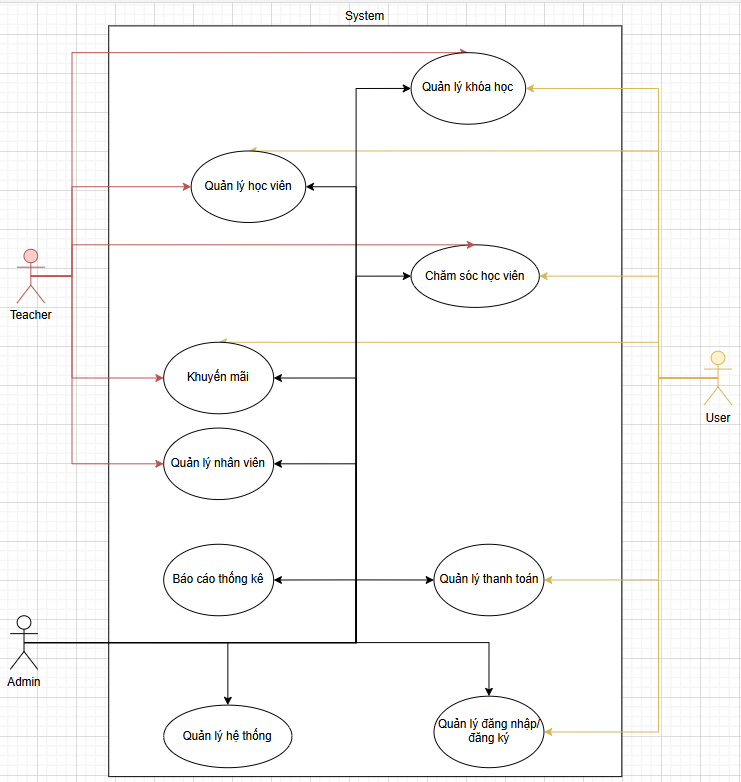 System
Quản lý khóa học
Quản lý học viên
Chăm sóc học viên
Teacher
Khuyến mãi
User
Quản lý nhân viên
Báo cáo thống kê
Quản lý thanh toán
Admin
Quản lý hệ thống
Quản lý đăng nhập/
đăng ký